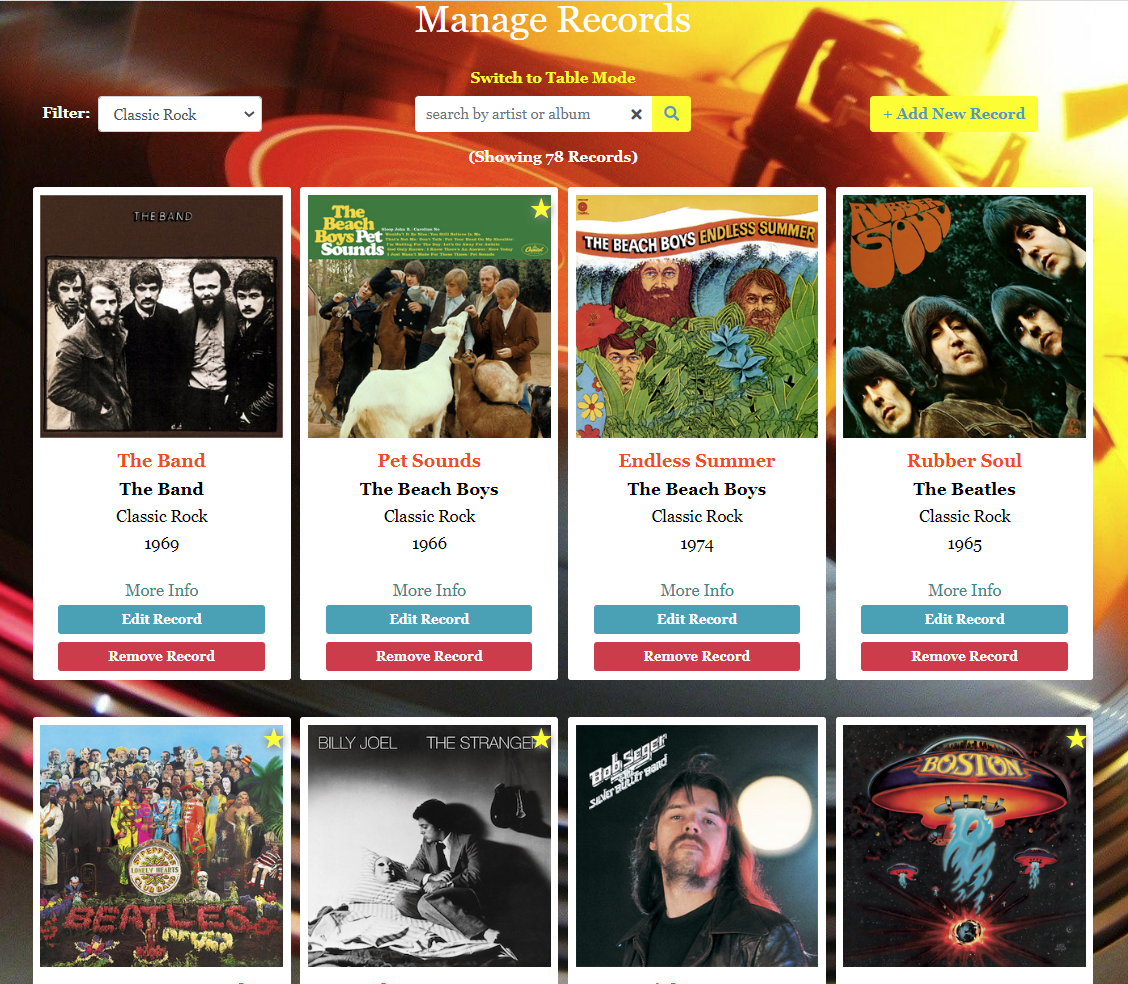 Manage Records
Switch to Table Mode
Filter: Classic Rock
search by artist or album
+ Add New Record
(Showing 78 Records)
THE BAND
The Beach Boys Pet Sounds
THE BEACH BOYS ENDLESS SUMMER
RUBBER SOUL
The Band
Pet Sounds
Endless Summer
Rubber Soul
The Band
The Beach Boys
The Beach Boys
The Beatles
Classic Rock
Classic Rock
Classic Rock
Classic Rock
1969
1966
1974
1965
More Info
More Info
More Info
More Info
Edit Record
Edit Record
Edit Record
Edit Record
Remove Record
Remove Record
Remove Record
Remove Record
LONELY HEARTS
CLUB BAND
BEATLES
BILLY JOEL THE STRANGE
Bob Seger
SILVER BULLET Band
BOSTON